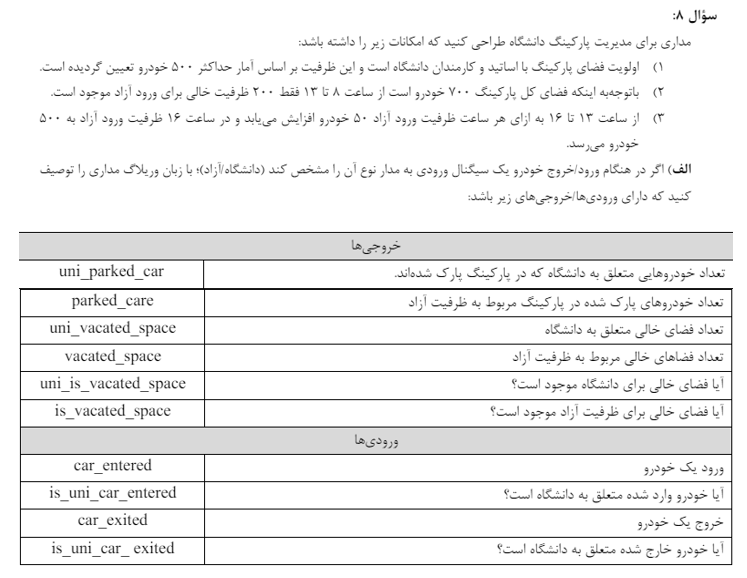 سؤال ۸:
مداری برای مدیریت پارکینگ دانشگاه طراحی کنید که امکانات زیر را داشته باشد:
۱) اولویت فضای پارکینگ با اساتید و کارمندان دانشگاه است و این ظرفیت بر اساس آمار حداکثر ۵۰۰ خودرو تعیین گردیده است.
۲) باتوجه‌به اینکه فضای کل پارکینگ ۷۰۰ خودرو است از ساعت ۸ تا ۱۳ فقط ۲۰۰ ظرفیت خالی برای ورود آزاد موجود است.
۳) از ساعت ۱۳ تا ۱۶ به ازای هر ساعت ظرفیت ورود آزاد ۵۰ خودرو افزایش می‌یابد و در ساعت ۱۶ ظرفیت ورود آزاد به ۵۰۰
خودرو می‌رسد.
الف) اگر در هنگام ورود/خروج خودرو یک سیگنال ورودی به مدار نوع آن را مشخص کند (دانشگاه/آزاد)؛ با زبان وریلاگ مداری را توصیف
کنید که دارای ورودی‌ها/خروجی‌های زیر باشد:
خروجی‌ها
تعداد خودروهایی متعلق به دانشگاه که در پارکینگ پارک شده‌اند. uni_parked_car
تعداد خودروهای پارک شده در پارکینگ مربوط به ظرفیت آزاد parked_care
تعداد فضای خالی متعلق به دانشگاه uni_vacated_space
تعداد فضاهای خالی مربوط به ظرفیت آزاد vacated_space
آیا فضای خالی برای دانشگاه موجود است؟ uni_is_vacated_space
آیا فضای خالی برای ظرفیت آزاد موجود است؟ is_vacated_space
ورودی‌ها
ورود یک خودرو car_entered
آیا خودرو وارد شده متعلق به دانشگاه است؟ is_uni_car_entered
خروج یک خودرو car_exited
آیا خودرو خارج شده متعلق به دانشگاه است؟ is_uni_car_ exited